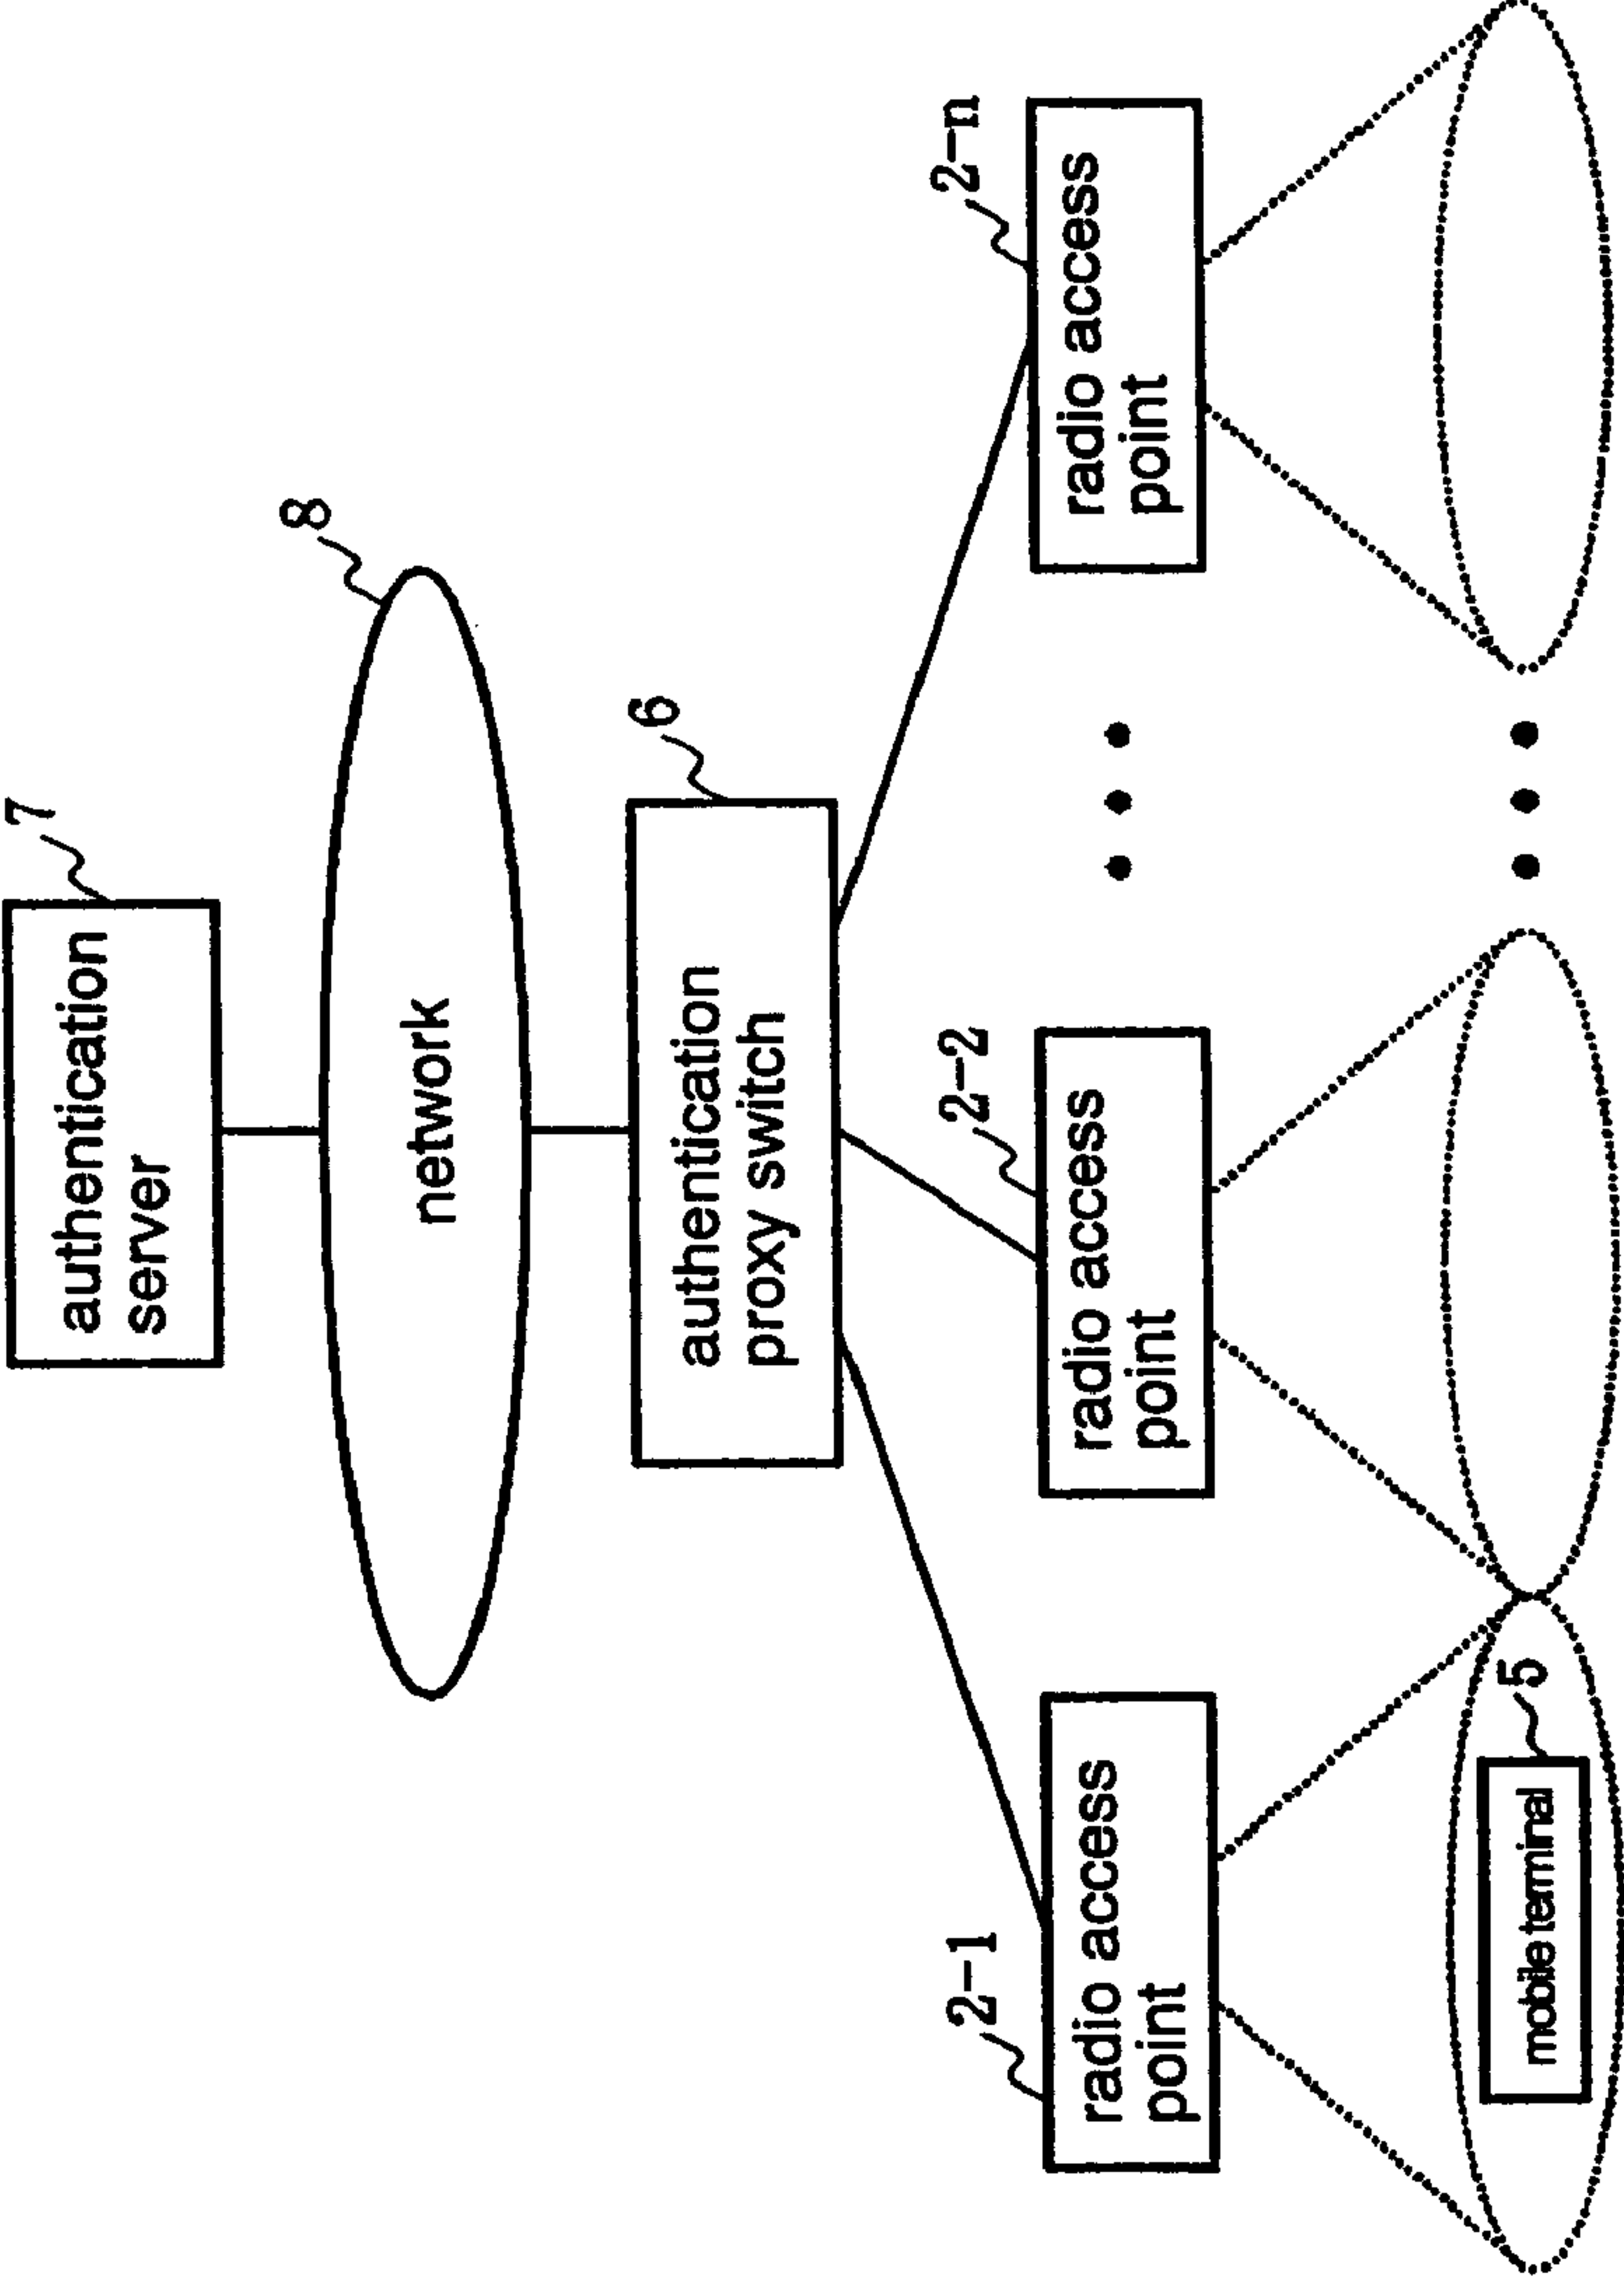 7
authentication
server
8
network
6
authentication
proxy switch
2-1
radio access
point
2-2
radio access
point
2-n
radio access
point
5
mobile terminal